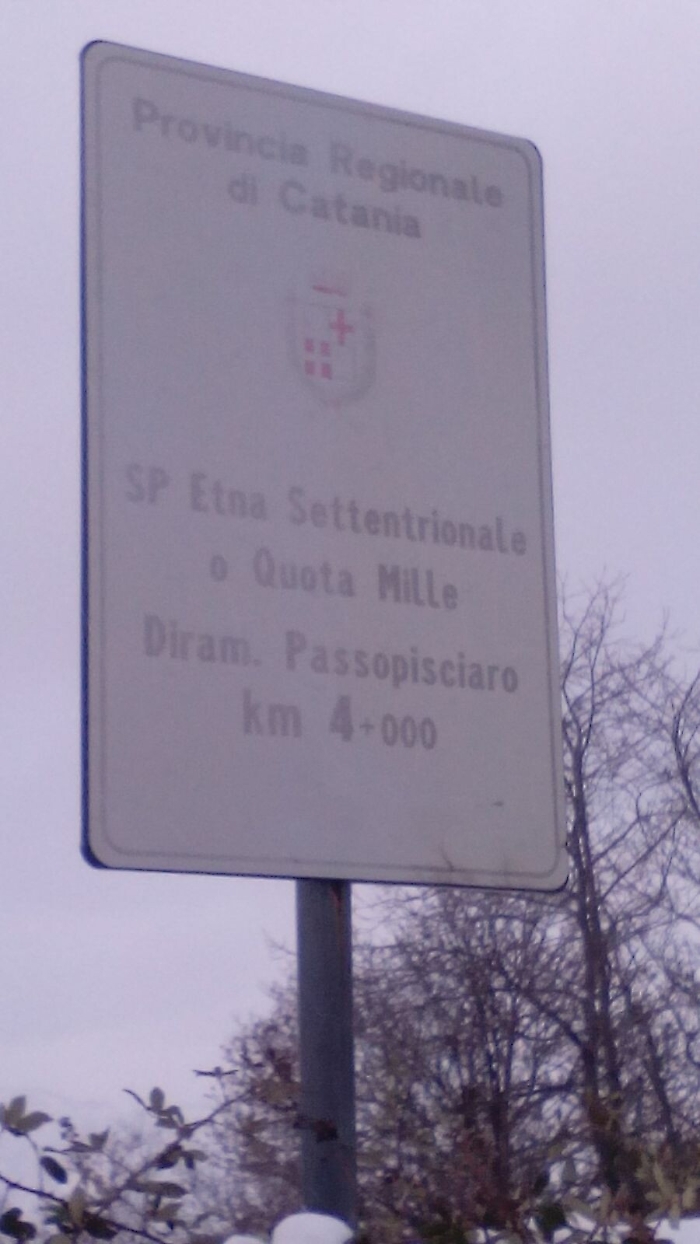 Provincia Regionale
di Catania
SP Etna Settentrionale
o Quota Mille
Diram. Passopisciaro
km 4+000